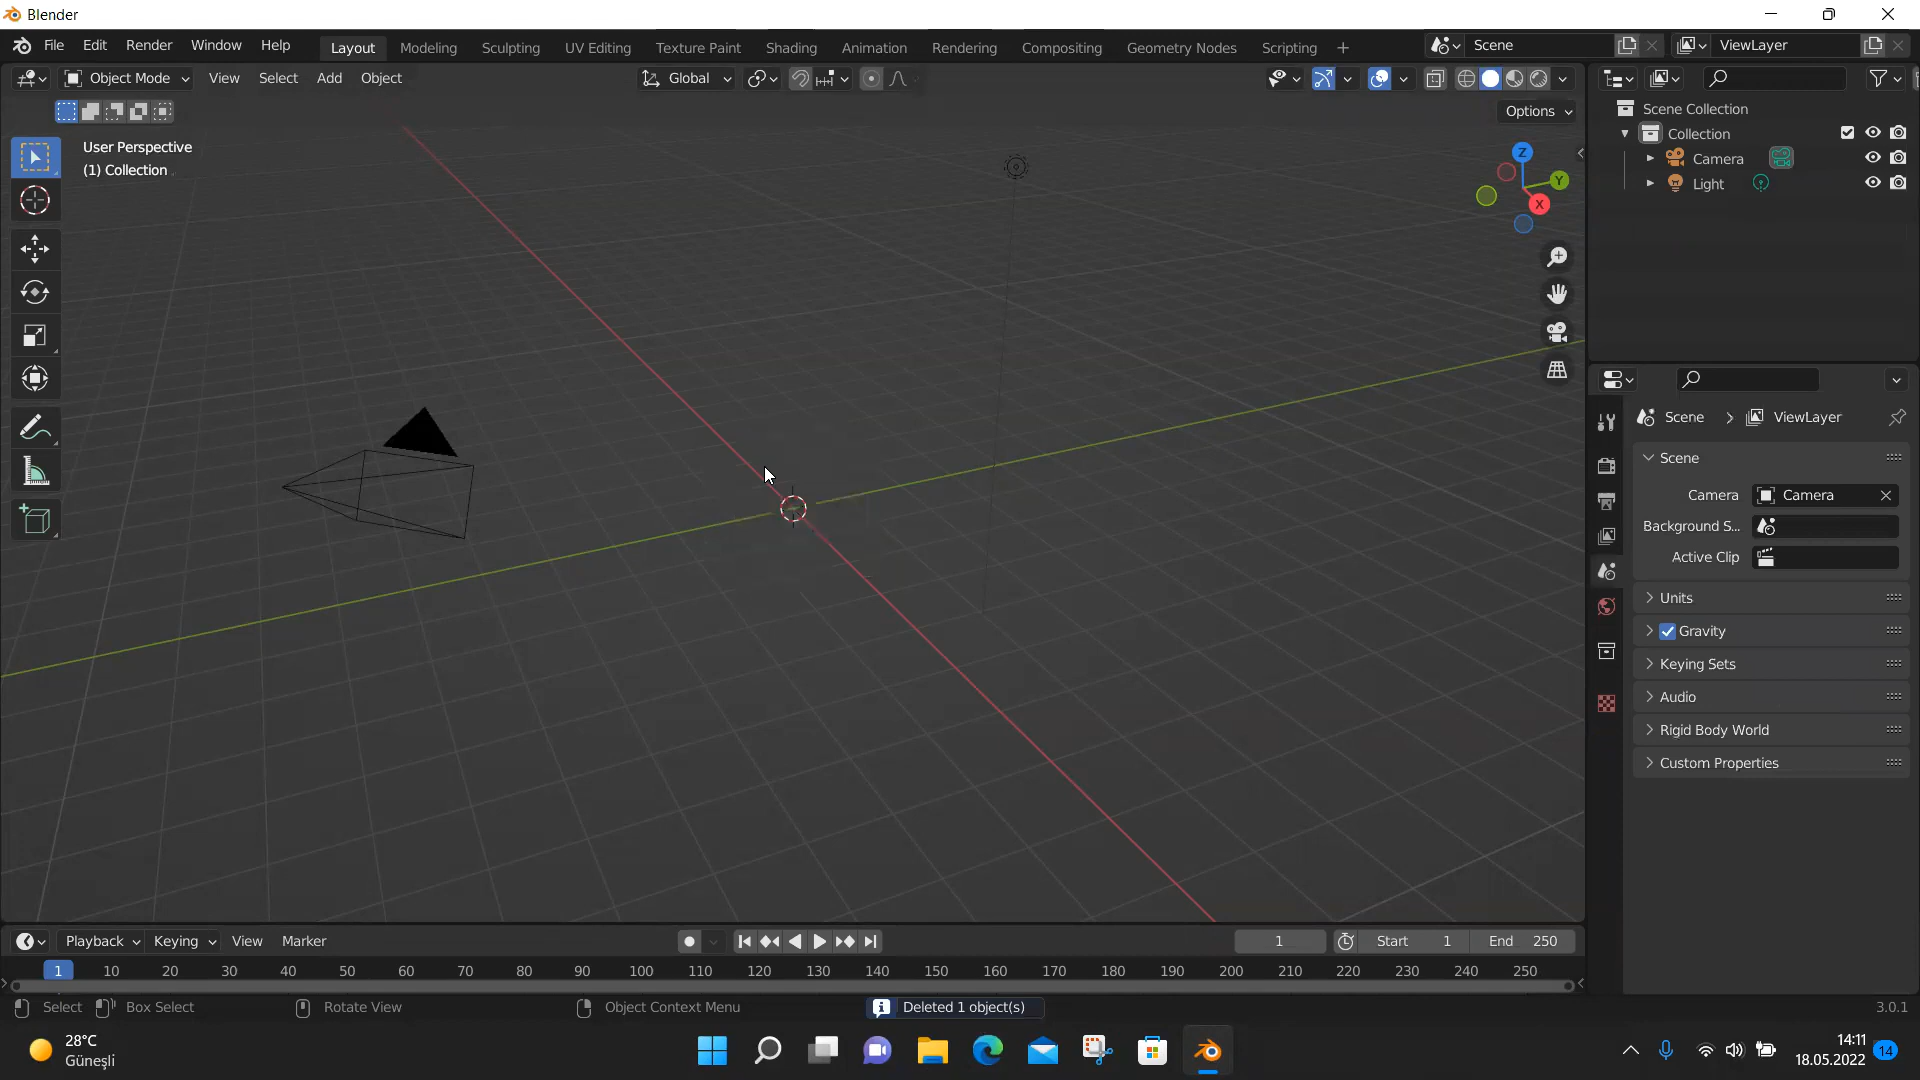 Blender
File Edit Render Window Help Layout Modeling Sculpting UV Editing Texture Paint Shading Animation Rendering Compositing Geometry Nodes Scripting + Scene ViewLayer
Object Mode View Select Add Object Global
Options
User Perspective
(1) Collection
Z
Y
X
Scene Collection
Collection
Camera
Light
Scene > ViewLayer
Scene
Camera Camera
Background S...
Active Clip
Units
Gravity
Keying Sets
Audio
Rigid Body World
Custom Properties
Playback Keying View Marker 1 Start 1 End 250
1 10 20 30 40 50 60 70 80 90 100 110 120 130 140 150 160 170 180 190 200 210 220 230 240 250
Select Box Select Rotate View Object Context Menu Deleted 1 object(s) 3.0.1
28°C
Güneşli
14:11
18.05.2022
14